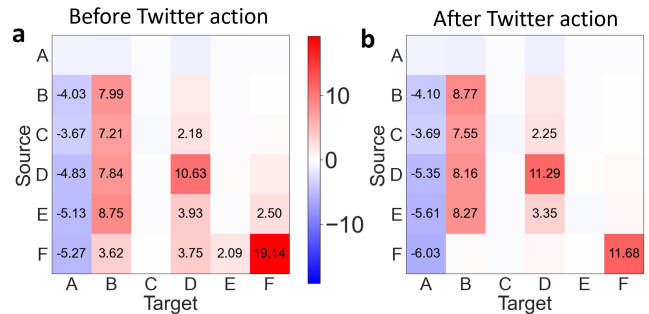 Before Twitter action
After Twitter action
a
b
Source
A
B
C
D
E
F
-4.03 7.99
-3.67 7.21 2.18
-4.83 7.84 10.63
-5.13 8.75 3.93 2.50
-5.27 3.62 3.75 2.09 19.14
A B C D E F
Target
10
0
−10
Source
A
B
C
D
E
F
-4.10 8.77
-3.69 7.55 2.25
-5.35 8.16 11.29
-5.61 8.27 3.35
-6.03 11.68
A B C D E F
Target